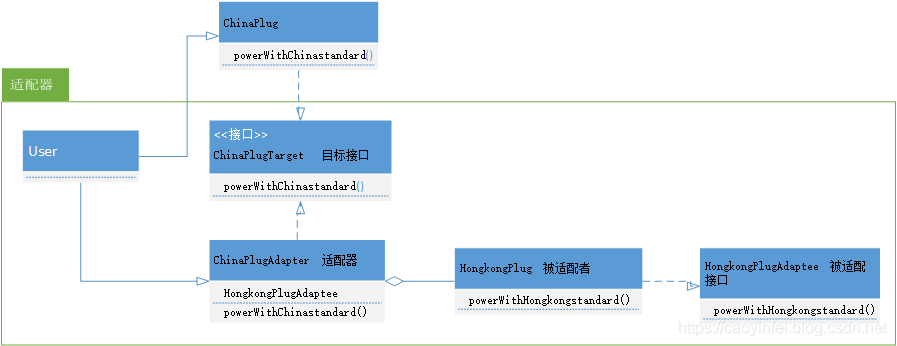 ChinaPlug
powerWithChinastandard()
适配器
User
<<接口>>
ChinaPlugTarget 目标接口
powerWithChinastandard()
ChinaPlugAdapter 适配器
HongkongPlugAdaptee
powerWithChinastandard()
HongkongPlug 被适配者
powerWithHongkongstandard()
HongkongPlugAdaptee 被适配
接口
powerWithHongkongstandard()
https://caoyinfei.blog.csdn.net